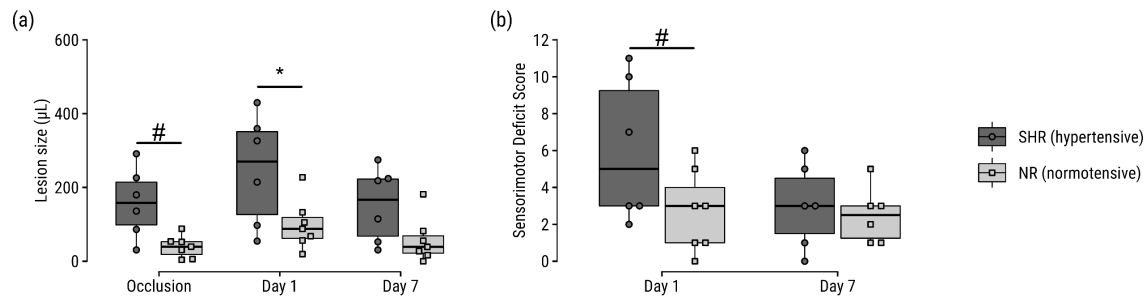 (a)
Lesion size (µL)
600
400
200
0
#
*
Occlusion
Day 1
Day 7
(b)
Sensorimotor Deficit Score
12
10
8
6
4
2
0
#
Day 1
Day 7
SHR (hypertensive)
NR (normotensive)